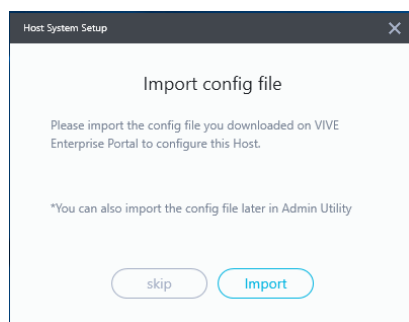 Host System Setup
Import config file
Please import the config file you downloaded on VIVE
Enterprise Portal to configure this Host.
*You can also import the config file later in Admin Utility
skip
Import